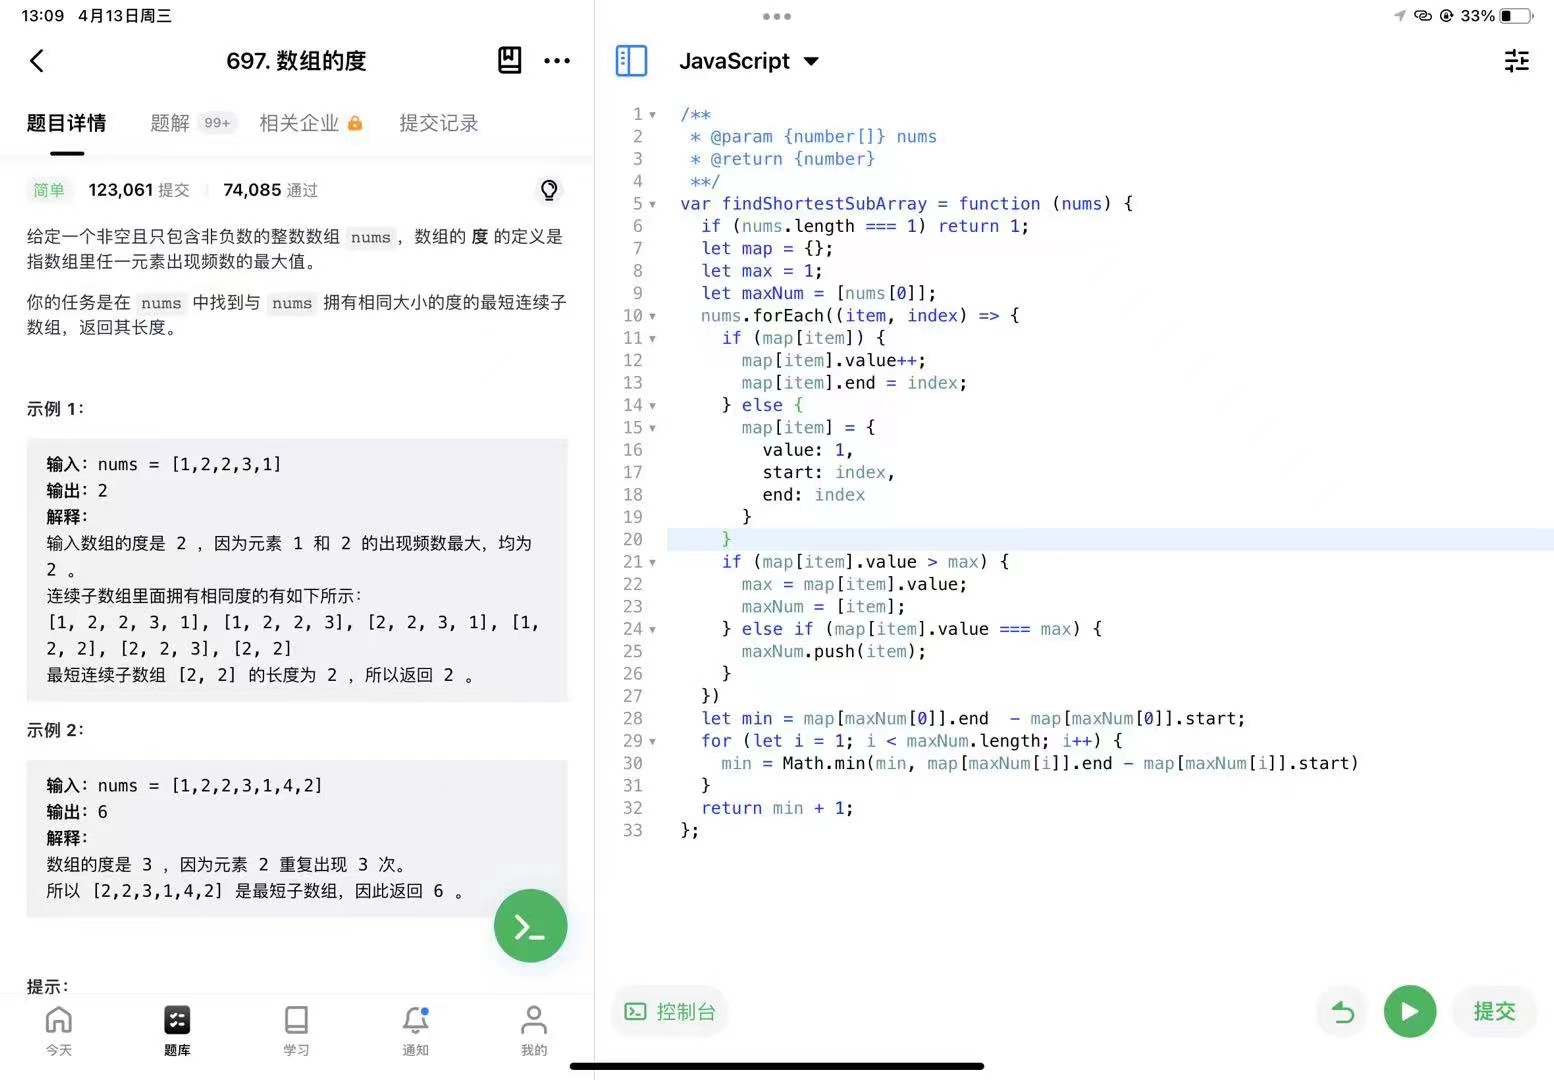 13:09 4月13日周三
33%
697. 数组的度
题目详情 题解 99+ 相关企业 提交记录
简单 123,061 提交 74,085 通过
给定一个非空且只包含非负数的整数数组 nums，数组的 度 的定义是
指数组里任一元素出现频数的最大值。
你的任务是在 nums 中找到与 nums 拥有相同大小的度的最短连续子
数组，返回其长度。
示例 1：
输入：nums = [1,2,2,3,1]
输出：2
解释：
输入数组的度是 2 ，因为元素 1 和 2 的出现频数最大，均为
2 。
连续子数组里面拥有相同度的有如下所示：
[1, 2, 2, 3, 1], [1, 2, 2, 3], [2, 2, 3, 1], [1,
2, 2], [2, 2, 3], [2, 2]
最短连续子数组 [2, 2] 的长度为 2 ，所以返回 2 。
示例 2：
输入：nums = [1,2,2,3,1,4,2]
输出：6
解释：
数组的度是 3 ，因为元素 2 重复出现 3 次。
所以 [2,2,3,1,4,2] 是最短子数组，因此返回 6 。
提示：
今天 题库 学习 通知 我的
JavaScript
1 /**
2 * @param {number[]} nums
3 * @return {number}
4 **/
5 var findShortestSubArray = function (nums) {
6 if (nums.length === 1) return 1;
7 let map = {};
8 let max = 1;
9 let maxNum = [nums[0]];
10 nums.forEach((item, index) => {
11 if (map[item]) {
12 map[item].value++;
13 map[item].end = index;
14 } else {
15 map[item] = {
16 value: 1,
17 start: index,
18 end: index
19 }
20 }
21 if (map[item].value > max) {
22 max = map[item].value;
23 maxNum = [item];
24 } else if (map[item].value === max) {
25 maxNum.push(item);
26 }
27 })
28 let min = map[maxNum[0]].end - map[maxNum[0]].start;
29 for (let i = 1; i < maxNum.length; i++) {
30 min = Math.min(min, map[maxNum[i]].end - map[maxNum[i]].start)
31 }
32 return min + 1;
33 };
控制台 提交